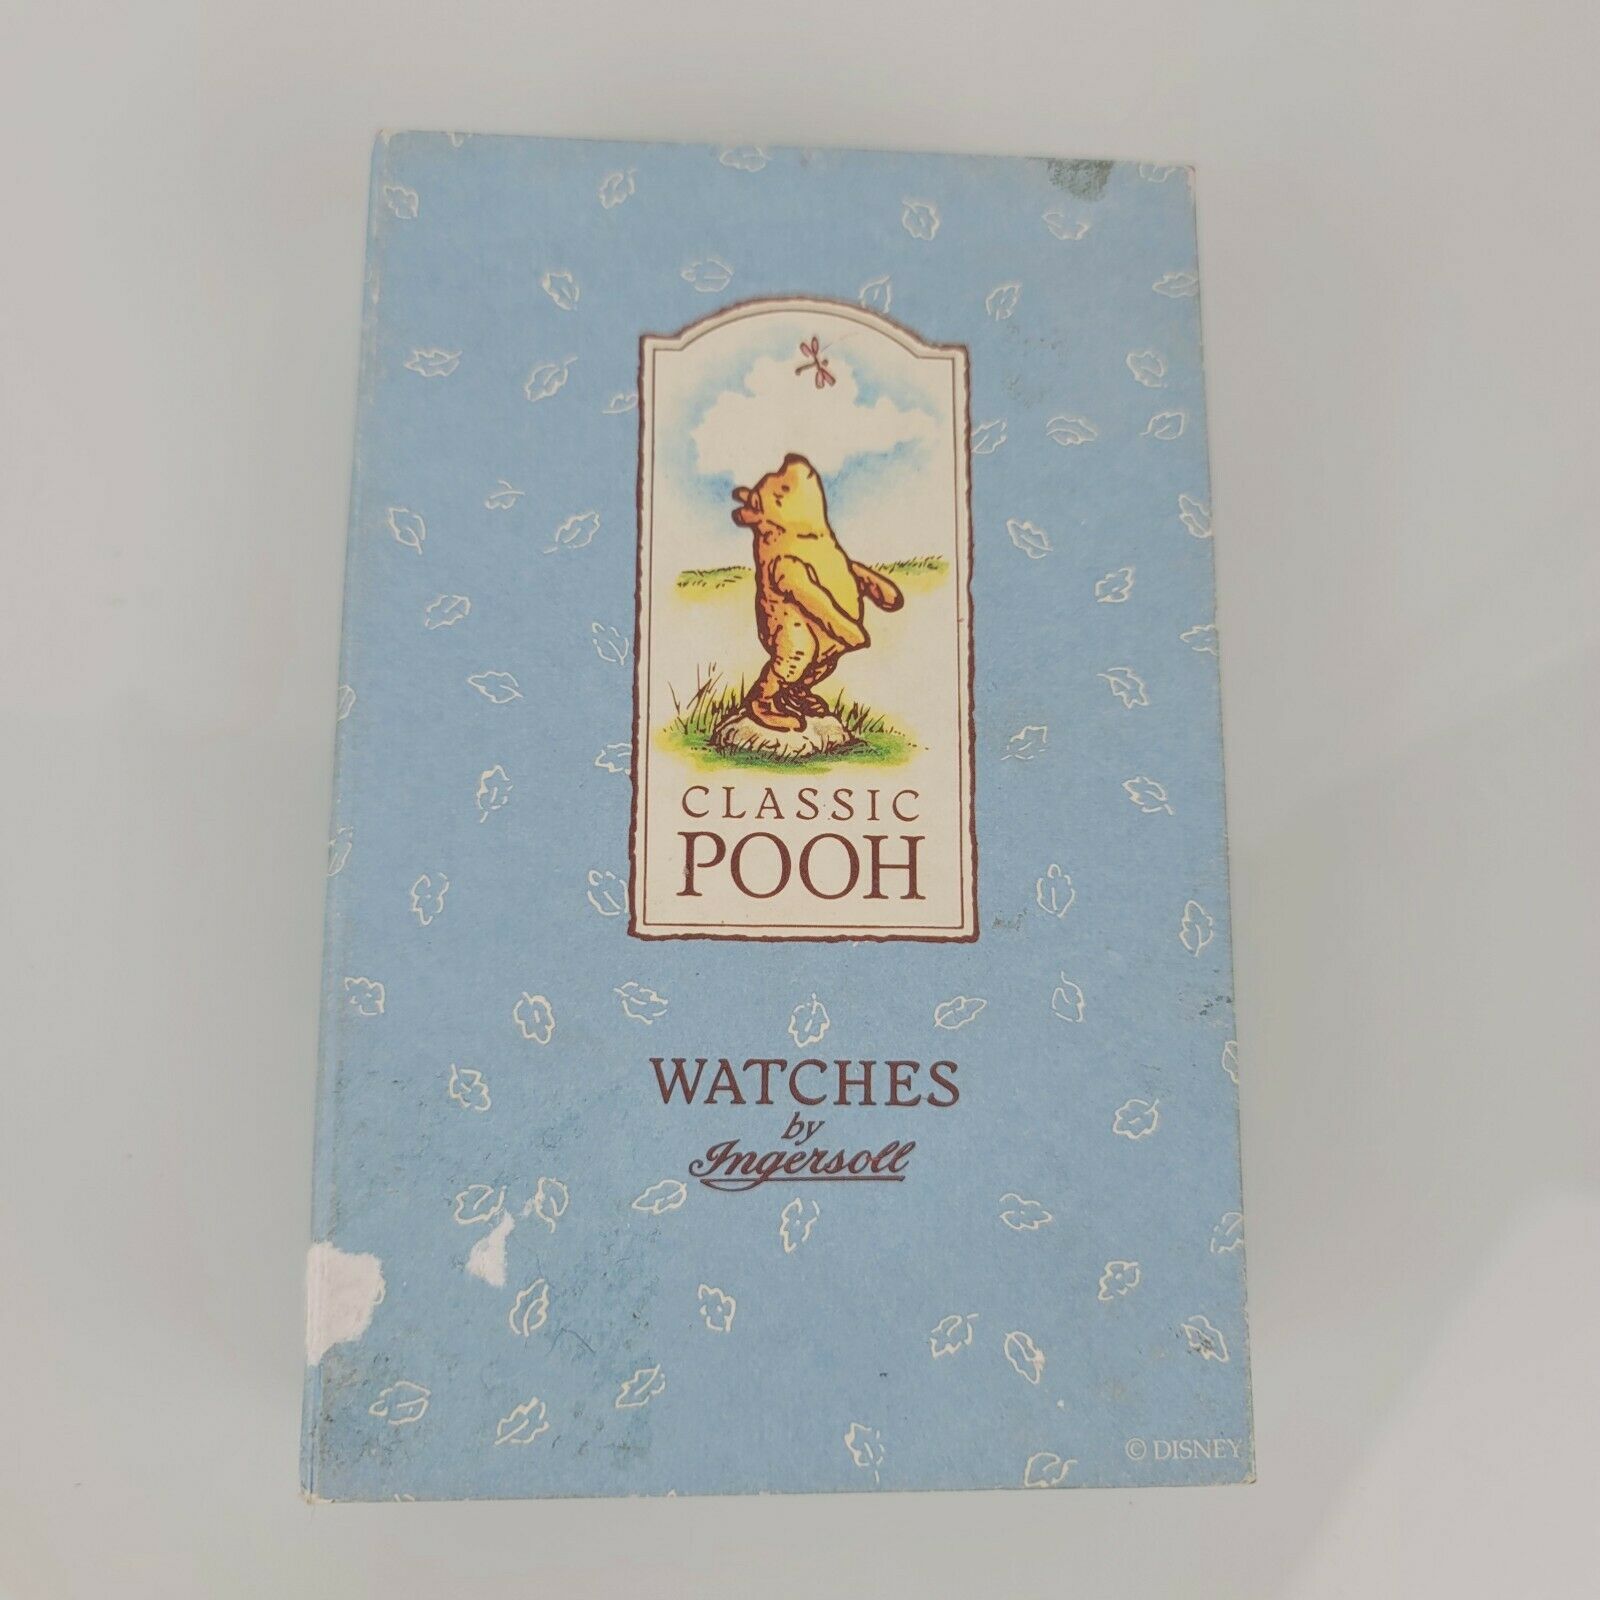 CLASSIC
POOH
WATCHES
by
Ingersoll
© DISNEY